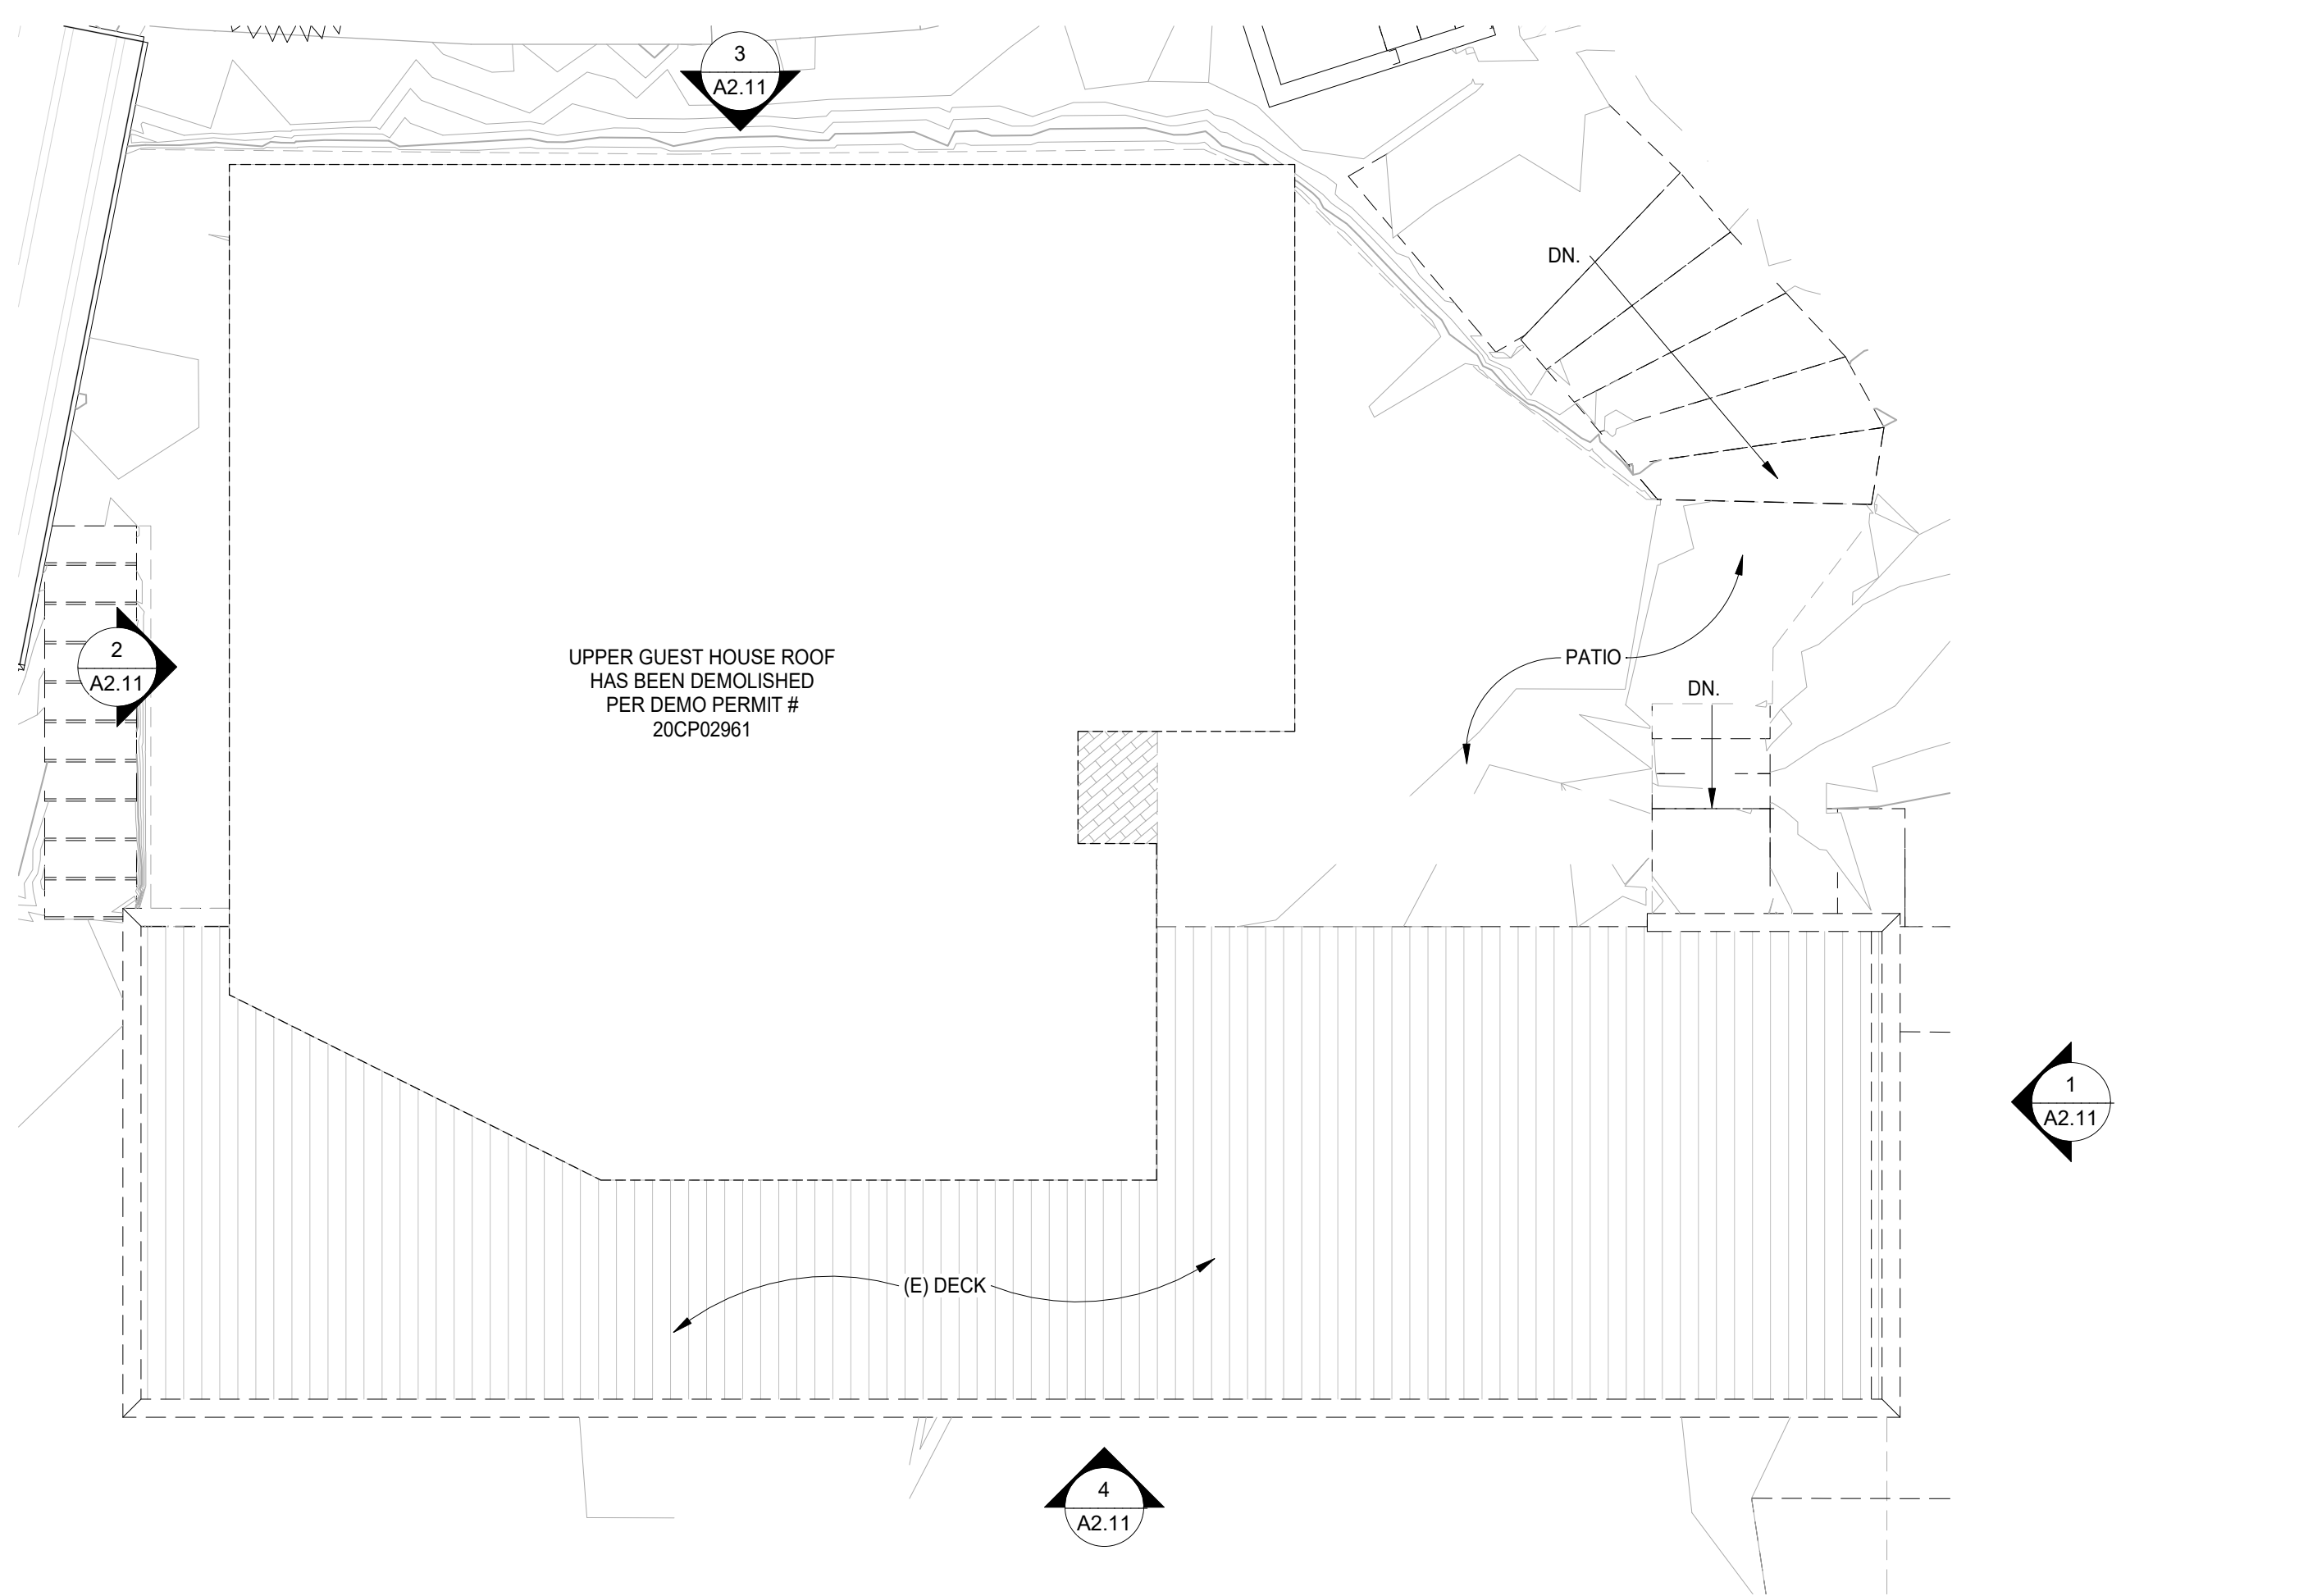 3
A2.11
DN.
2
A2.11
UPPER GUEST HOUSE ROOF
HAS BEEN DEMOLISHED
PER DEMO PERMIT #
20CP02961
PATIO
DN.
1
A2.11
(E) DECK
4
A2.11